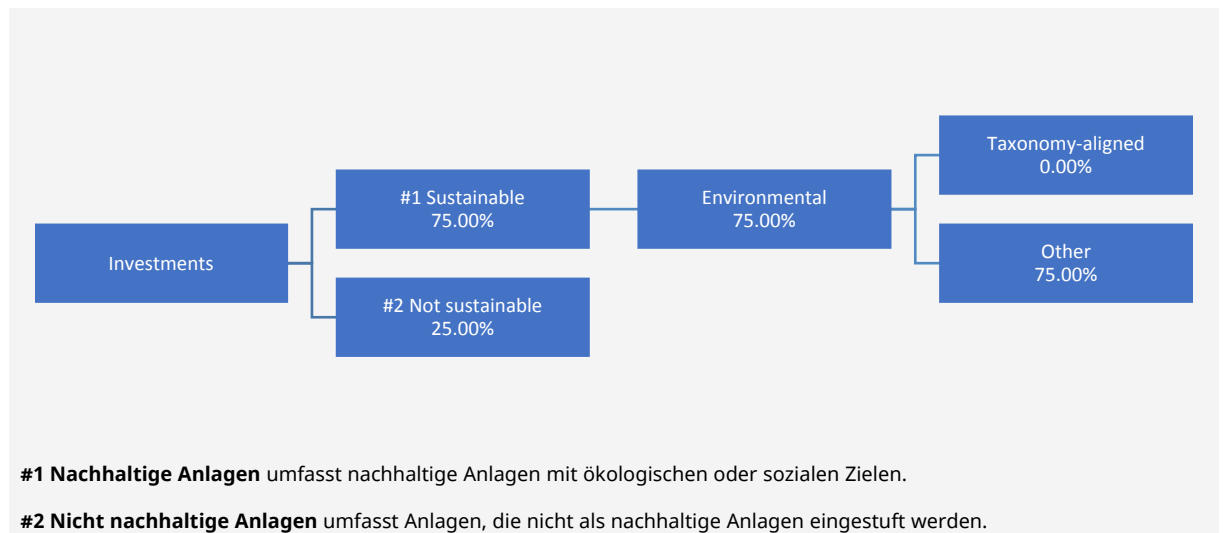 Investments
#1 Sustainable
75.00%
#2 Not sustainable
25.00%
Environmental
75.00%
Taxonomy-aligned
0.00%
Other
75.00%
#1 Nachhaltige Anlagen umfasst nachhaltige Anlagen mit ökologischen oder sozialen Zielen.
#2 Nicht nachhaltige Anlagen umfasst Anlagen, die nicht als nachhaltige Anlagen eingestuft werden.